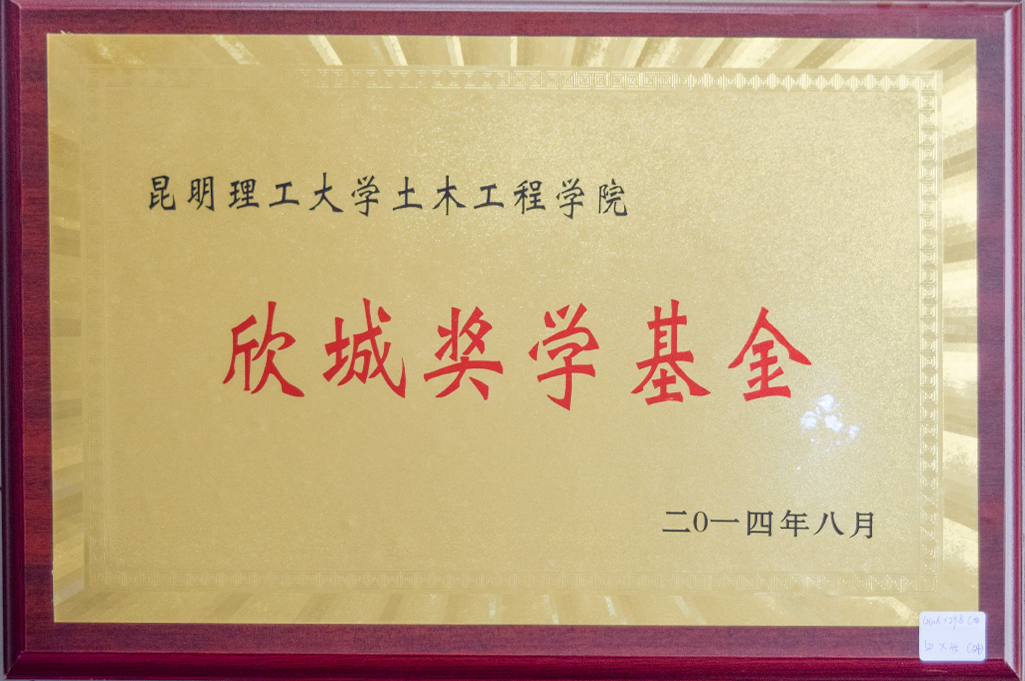 昆明理工大学土木工程学院
欣城奖学基金
二0一四年八月